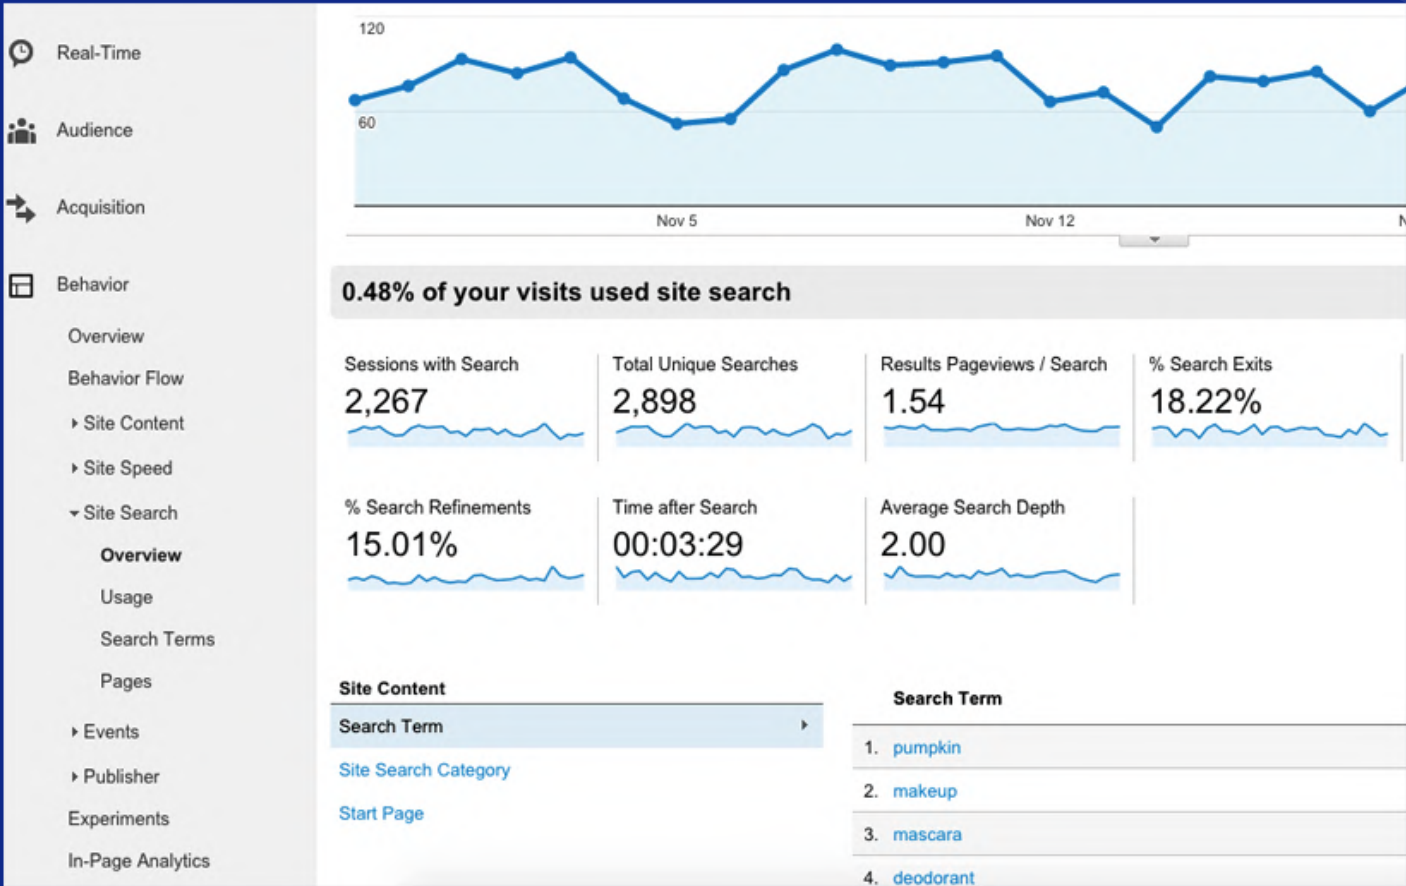 Real-Time
Audience
Acquisition
Behavior
Overview
Behavior Flow
Site Content
Site Speed
Site Search
Overview
Usage
Search Terms
Pages
Events
Publisher
Experiments
In-Page Analytics
120
60
Nov 5
Nov 12
N
0.48% of your visits used site search
Sessions with Search
2,267
Total Unique Searches
2,898
Results Pageviews / Search
1.54
% Search Exits
18.22%
% Search Refinements
15.01%
Time after Search
00:03:29
Average Search Depth
2.00
Site Content
Search Term
Site Search Category
Start Page
Search Term
1. pumpkin
2. makeup
3. mascara
4. deodorant